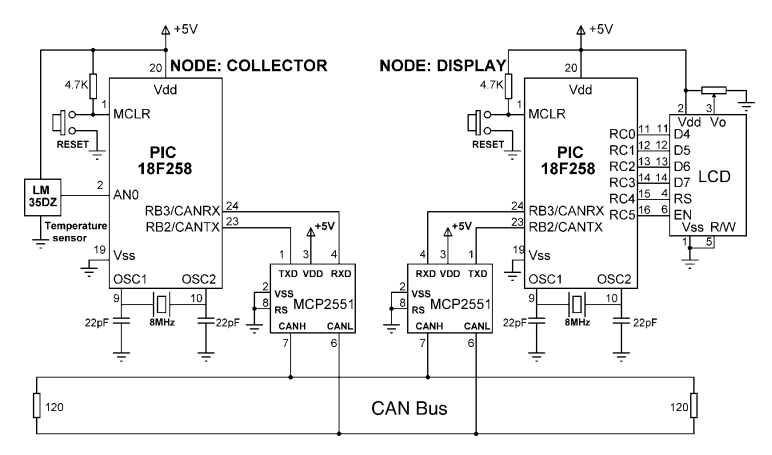 +5V
+5V
NODE: COLLECTOR
NODE: DISPLAY
20
20
4.7K
4.7K
Vdd
Vdd
1
MCLR
1
MCLR
2
3
Vdd
Vo
RESET
RESET
PIC
18F258
PIC
18F258
RC0 11 11 D4
RC1 12 12 D5
RC2 13 13 D6
RC3 14 14 D7
RC4 15 4 RS
RC5 16 6 EN
LCD
Vss R/W
1 5
LM
35DZ
2
AN0
Temperature
sensor
RB3/CANRX 24
RB2/CANTX 23
24 RB3/CANRX
23 RB2/CANTX
+5V
+5V
19
Vss
19
Vss
1 3 4
4 3 1
TXD VDD RXD
RXD VDD TXD
OSC1 OSC2
OSC1 OSC2
2
VSS
8
RS
MCP2551
2
VSS
8
RS
MCP2551
9 10
9 10
22pF
8MHz
22pF
22pF
8MHz
22pF
CANH CANL
CANH CANL
7 6
7 6
120
CAN Bus
120